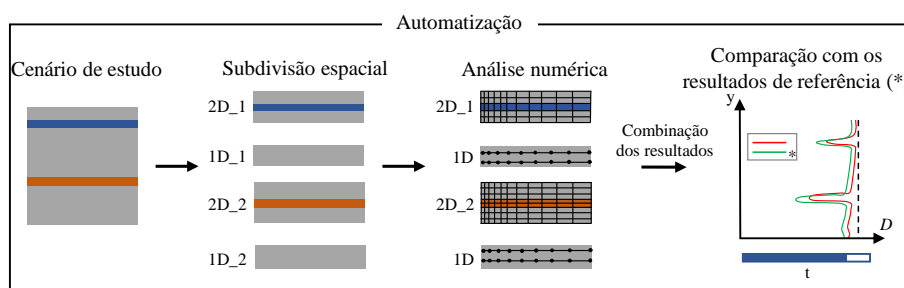 Automatização
Cenário de estudo
Subdivisão espacial
2D_1
1D_1
2D_2
1D_2
Análise numérica
2D_1
1D
2D_2
1D
Combinação
dos resultados
Comparação com os
resultados de referência (*
y
*
D
t